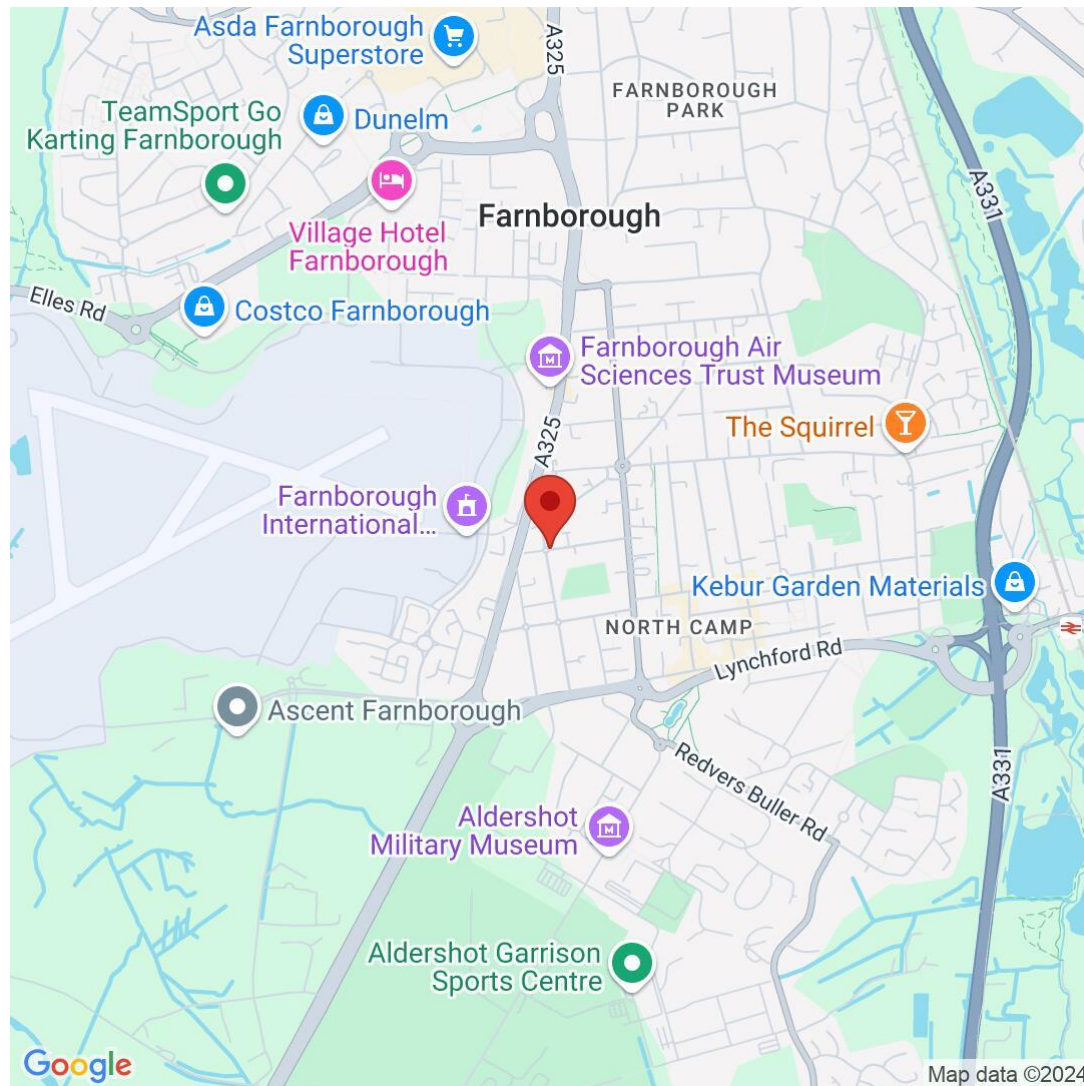 Asda Farnborough
Superstore
A325
FARNBOROUGH
PARK
TeamSport Go
Karting Farnborough
Dunelm
A331
Village Hotel
Farnborough
Farnborough
Elles Rd
Costco Farnborough
Farnborough Air
Sciences Trust Museum
A325
The Squirrel
Farnborough
International...
Kebur Garden Materials
NORTH CAMP
Lynchford Rd
Ascent Farnborough
Redvers Buller Rd
A331
Aldershot
Military Museum
Aldershot Garrison
Sports Centre
Google
Map data ©2024